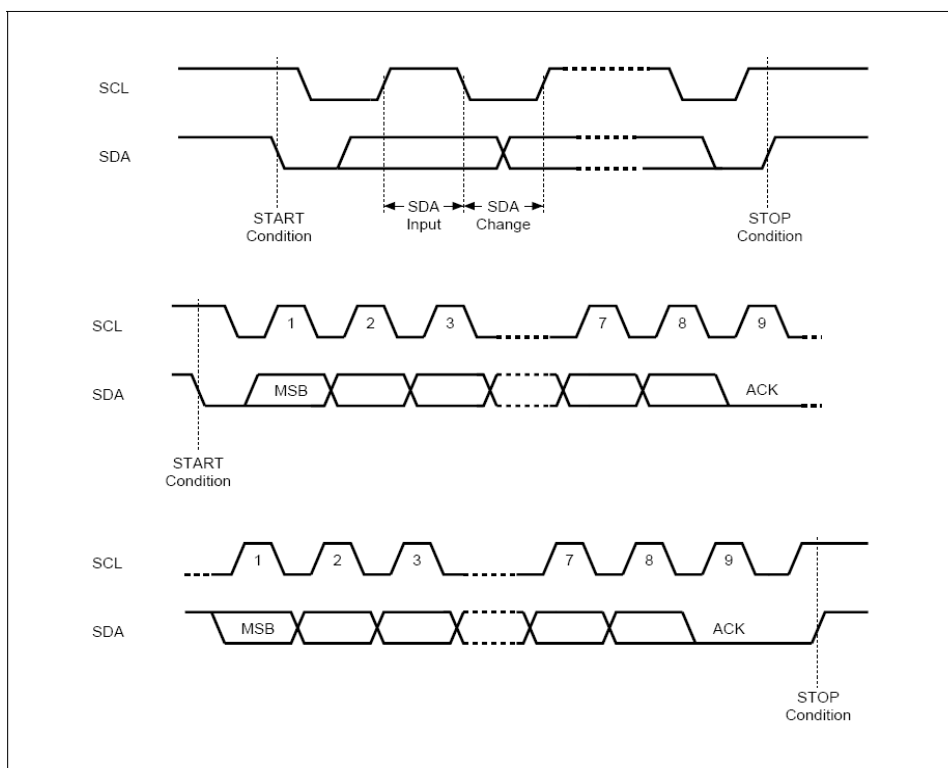 SCL
SDA
SDA SDA
Input Change
START STOP
Condition Condition
SCL
1 2 3 7 8 9
SDA
MSB ACK
START
Condition
SCL
1 2 3 7 8 9
SDA
MSB ACK
STOP
Condition